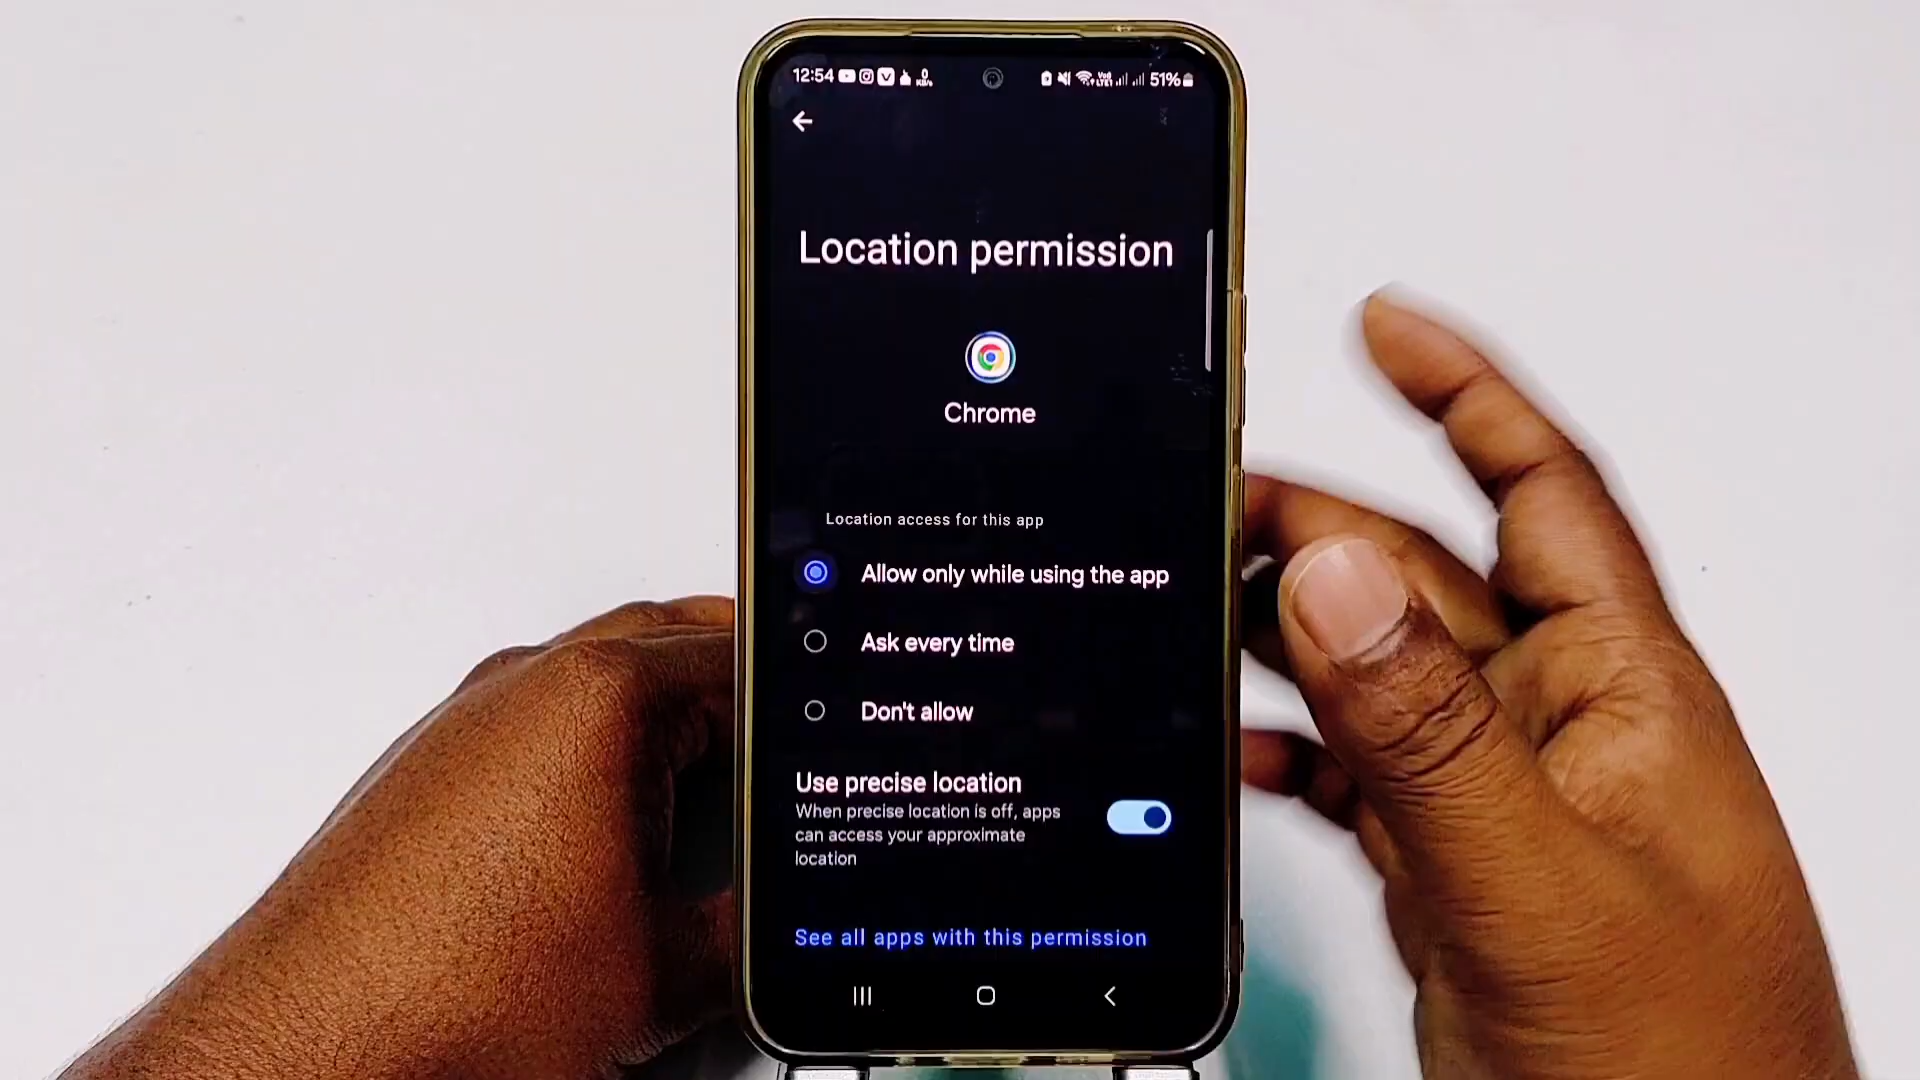 12:54 0 KB/s 51%
Location permission
Chrome
Location access for this app
Allow only while using the app
Ask every time
Don't allow
Use precise location
When precise location is off, apps
can access your approximate
location
See all apps with this permission